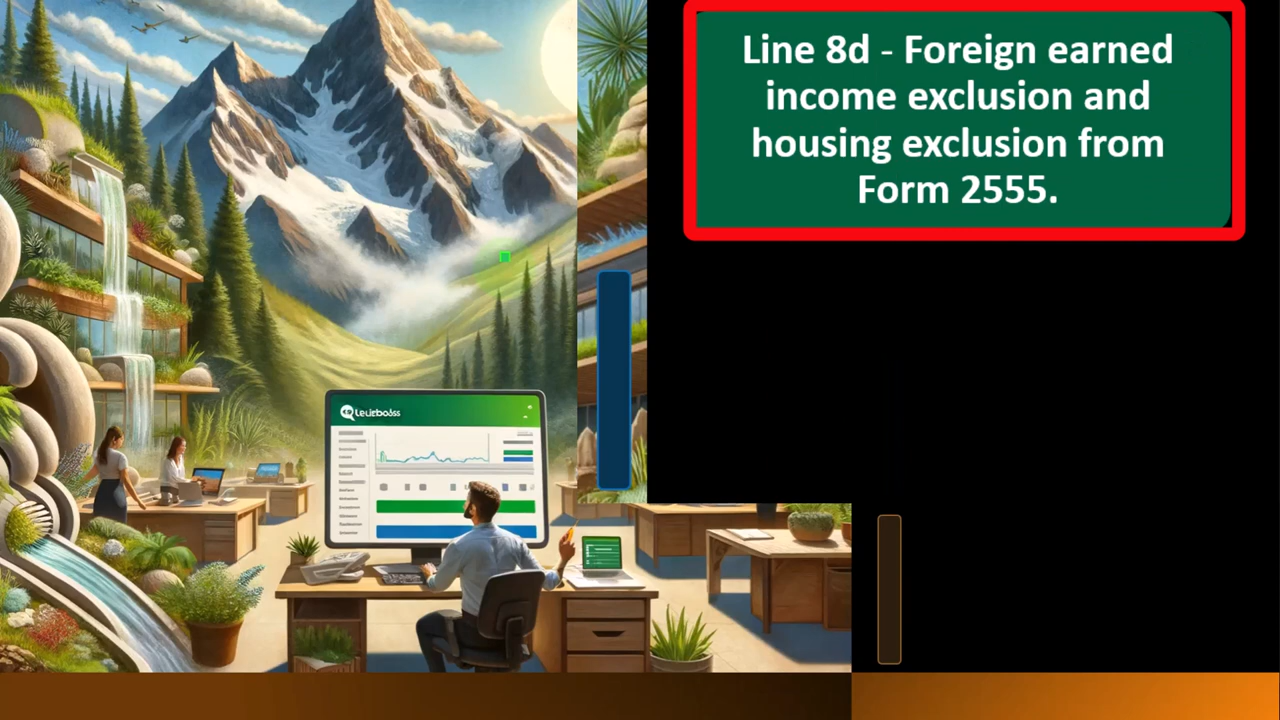 Line 8d - Foreign earned
income exclusion and
housing exclusion from
Form 2555.